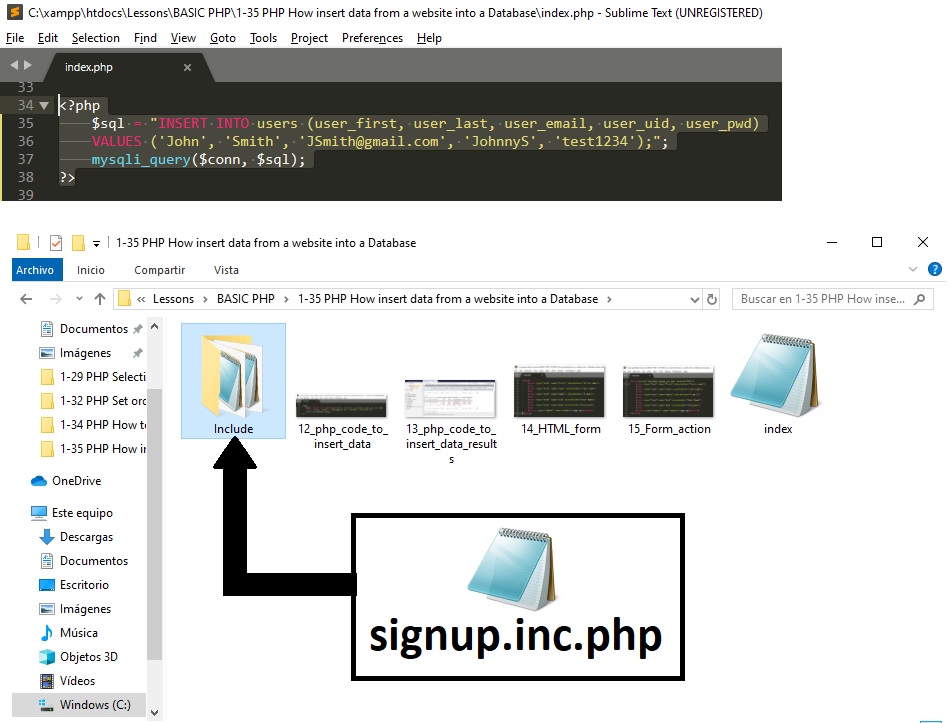 C:\xampp\htdocs\Lessons\BASIC PHP\1-35 PHP How insert data from a website into a Database\index.php - Sublime Text (UNREGISTERED)
File Edit Selection Find View Goto Tools Project Preferences Help
index.php ×
33
34 <?php
35 $sql = "INSERT INTO users (user_first, user_last, user_email, user_uid, user_pwd)
36 VALUES ('John', 'Smith', 'JSmith@gmail.com', 'JohnnyS', 'test1234');";
37 mysqli_query($conn, $sql);
38 ?>
39
1-35 PHP How insert data from a website into a Database
Archivo Inicio Compartir Vista
« Lessons > BASIC PHP > 1-35 PHP How insert data from a website into a Database >
Buscar en 1-35 PHP How inse...
Documentos
Imágenes
1-29 PHP Selecti
1-32 PHP Set orc
1-34 PHP How t
1-35 PHP How ir
OneDrive
Este equipo
Descargas
Documentos
Escritorio
Imágenes
Música
Objetos 3D
Vídeos
Windows (C:)
Include
12_php_code_to_
insert_data
13_php_code_to_
insert_data_result
s
14_HTML_form
15_Form_action
index
signup.inc.php